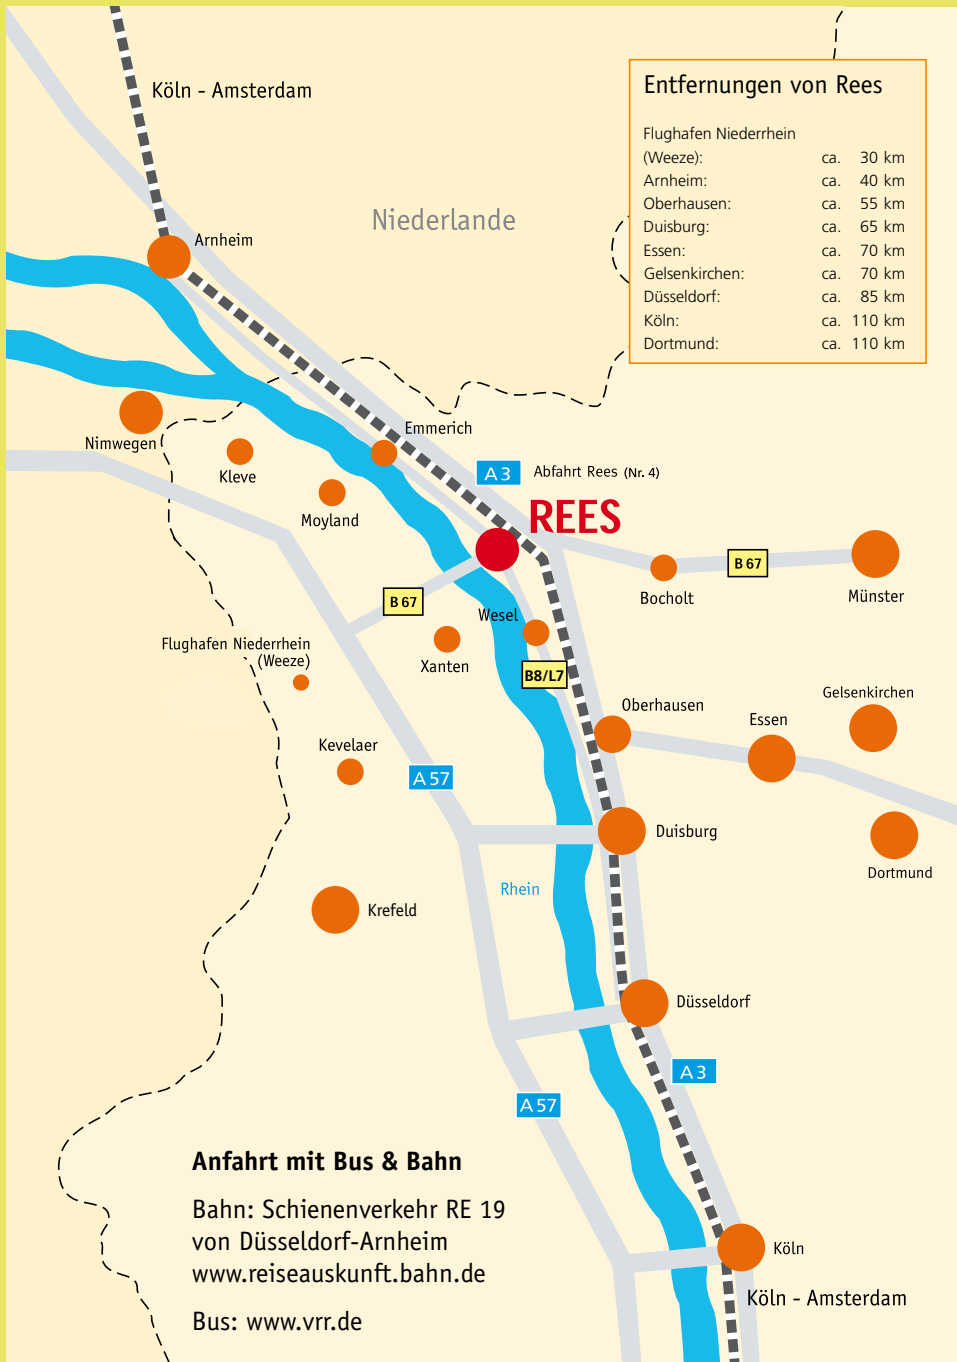 Köln - Amsterdam
Entfernungen von Rees
Flughafen Niederrhein
(Weeze): ca. 30 km
Arnheim: ca. 40 km
Oberhausen: ca. 55 km
Duisburg: ca. 65 km
Essen: ca. 70 km
Gelsenkirchen: ca. 70 km
Düsseldorf: ca. 85 km
Köln: ca. 110 km
Dortmund: ca. 110 km
Niederlande
Arnheim
Emmerich
Nimwegen
Kleve
A 3
Abfahrt Rees (Nr. 4)
Moyland
REES
B 67
Bocholt
Münster
B 67
Wesel
Flughafen Niederrhein
(Weeze)
Xanten
B8/L7
Oberhausen
Gelsenkirchen
Essen
Kevelaer
A 57
Duisburg
Dortmund
Rhein
Krefeld
Düsseldorf
A 3
A 57
Anfahrt mit Bus & Bahn
Bahn: Schienenverkehr RE 19
von Düsseldorf-Arnheim
www.reiseauskunft.bahn.de
Bus: www.vrr.de
Köln
Köln - Amsterdam